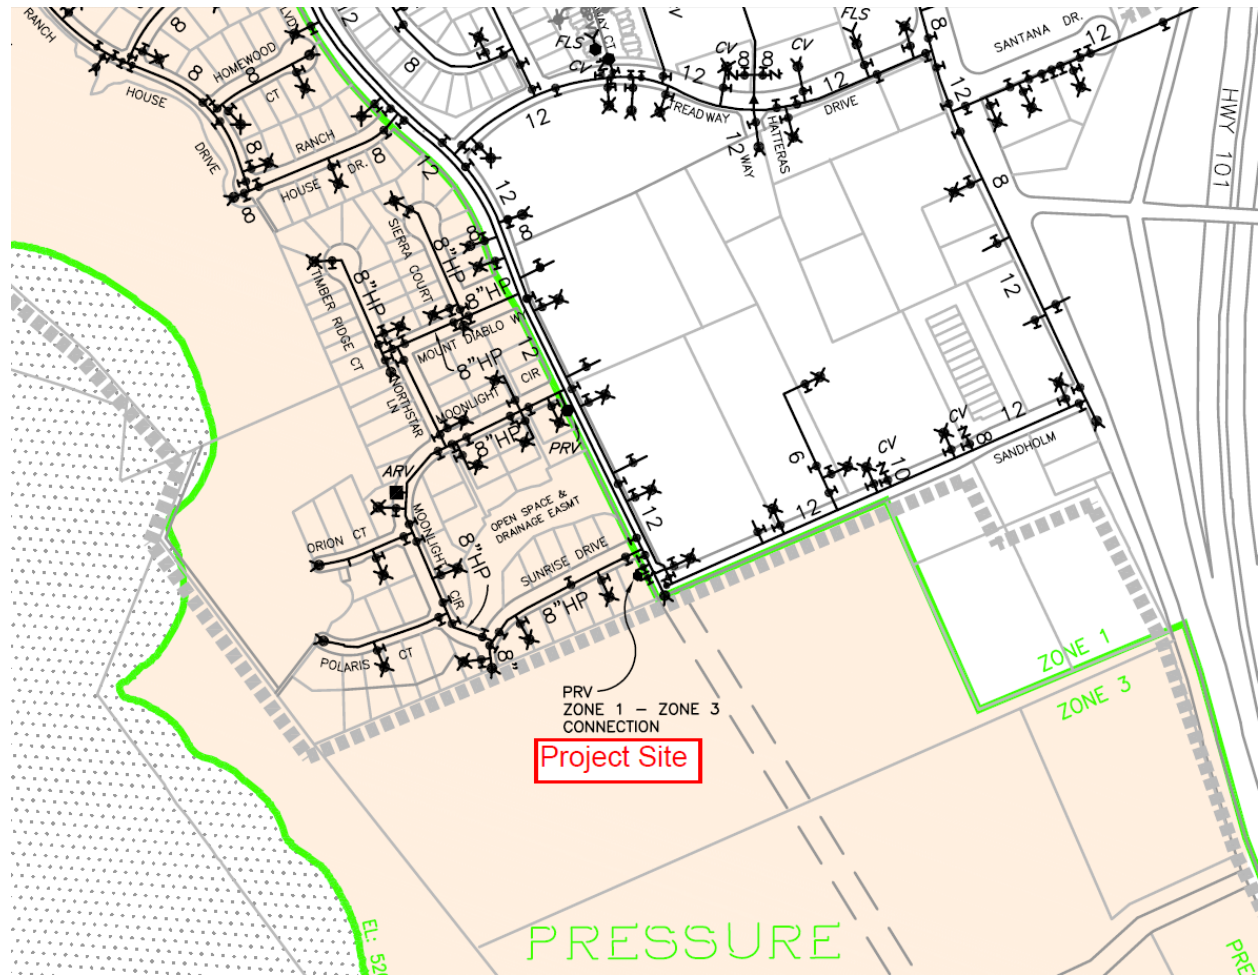 RANCH
HOMEWOOD
CT
8
8
LVD
8
FLS
CV
WAY CT
CV
8
CV
FLS
8
SANTANA DR.
12
12
HWY 101
HOUSE
DRIVE
8
RANCH
HOUSE DR.
8
8
12
12
12
TREADWAY
DRIVE
12
12
HATTERAS
WAY
12
8
12
SIERRA COURT
8"HP
8
8"HP
TIMBER RIDGE CT
8"HP
MOUNT DIABLO WY
8"HP
12
CIR
NORTHSTAR
LN
MOONLIGHT
8"HP
PRV
ARV
12
CV
8
SANDHOLM
CV
10
6
12
12
OPEN SPACE &
DRAINAGE EASMT
ORION CT
MOONLIGHT
CIR
8"HP
SUNRISE DRIVE
8"HP
POLARIS CT
8"
PRV
ZONE 1 - ZONE 3
CONNECTION
Project Site
ZONE 1
ZONE 3
PRESSURE